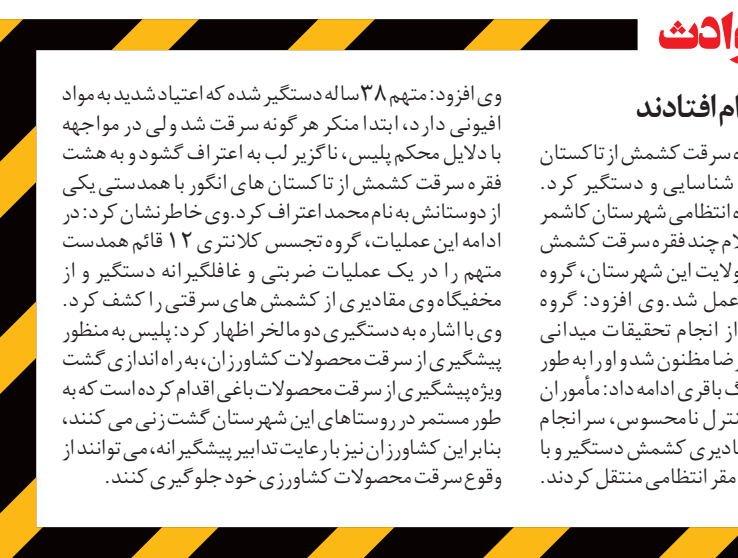 افتادند
سرقت کشمش از تاکستان
شناسایی و دستگیر کرد.
انتظامی شهرستان کاشمر
چند فقره سرقت کشمش
ولایت این شهرستان، گروه
عمل شد.وی افزود: گروه
از انجام تحقیقات میدانی
مظنون شد و او را به طور
باقری ادامه داد: مأموران
نامحسوس، سرانجام
کشمش دستگیر و با
مقر انتظامی منتقل کردند.
وی افزود: متهم ۳۸ساله دستگیر شده که اعتیاد شدید به مواد
افیونی دارد، ابتدا منکر هر گونه سرقت شد ولی در مواجهه
با دلایل محکم پلیس، ناگزیر لب به اعتراف گشود و به هشت
فقره سرقت کشمش از تاکستان های انگور با همدستی یکی
از دوستانش به نام محمد اعتراف کرد.وی خاطرنشان کرد: در
ادامه این عملیات، گروه تجسس کلانتری ۱۲ قائم همدست
متهم را در یک عملیات ضربتی و غافلگیرانه دستگیر و از
مخفیگاه وی مقادیری از کشمش های سرقتی را کشف کرد.
وی با اشاره به دستگیری دو مالخر اظهار کرد: پلیس به منظور
پیشگیری از سرقت محصولات کشاورزان، به راه اندازی گشت
ویژه پیشگیری از سرقت محصولات باغی اقدام کرده است که به
طور مستمر در روستاهای این شهرستان گشت زنی می کنند،
بنابراین کشاورزان نیز با رعایت تدابیر پیشگیرانه، می توانند از
وقوع سرقت محصولات کشاورزی خود جلوگیری کنند.